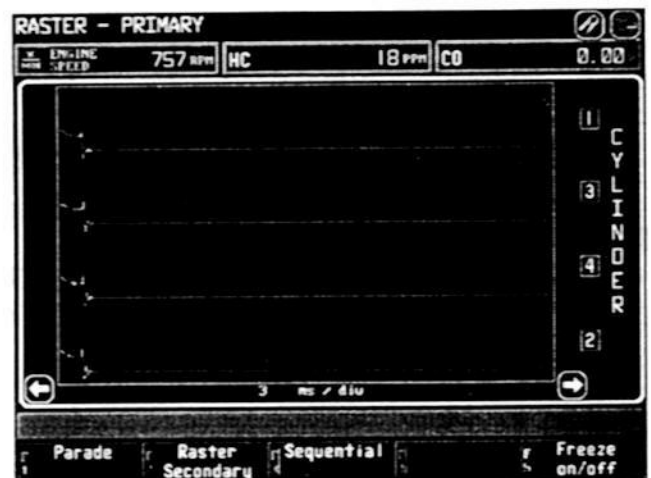 RASTER - PRIMARY
ENGINE SPEED 757 RPM HC 18 PPM CO 0.00
1
3
4
2
CYLINDER
3 ms / div
Parade Raster Secondary Sequential Freeze on/off